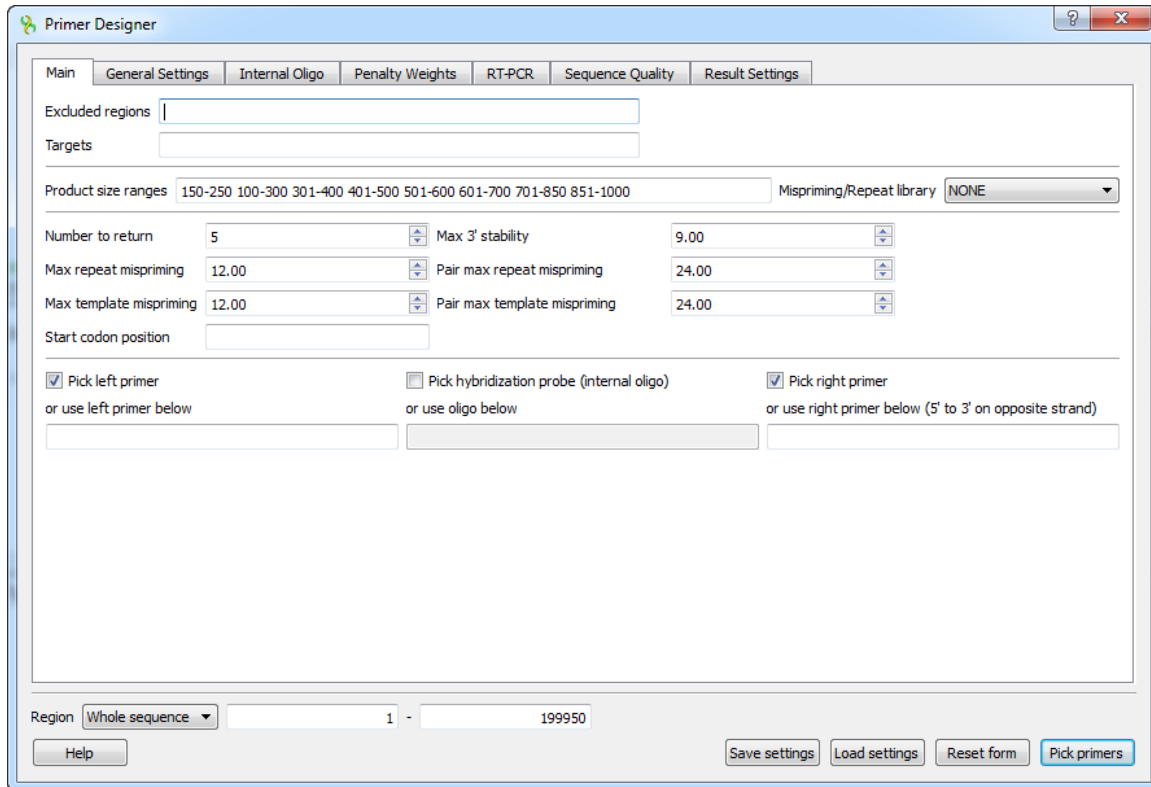 Primer Designer
Main General Settings Internal Oligo Penalty Weights RT-PCR Sequence Quality Result Settings
Excluded regions
Targets
Product size ranges 150-250 100-300 301-400 401-500 501-600 601-700 701-850 851-1000 Mispriming/Repeat library NONE
Number to return 5 Max 3' stability 9.00
Max repeat mispriming 12.00 Pair max repeat mispriming 24.00
Max template mispriming 12.00 Pair max template mispriming 24.00
Start codon position
Pick left primer Pick hybridization probe (internal oligo) Pick right primer
or use left primer below or use oligo below or use right primer below (5' to 3' on opposite strand)
Region Whole sequence 1 - 199950
Help Save settings Load settings Reset form Pick primers